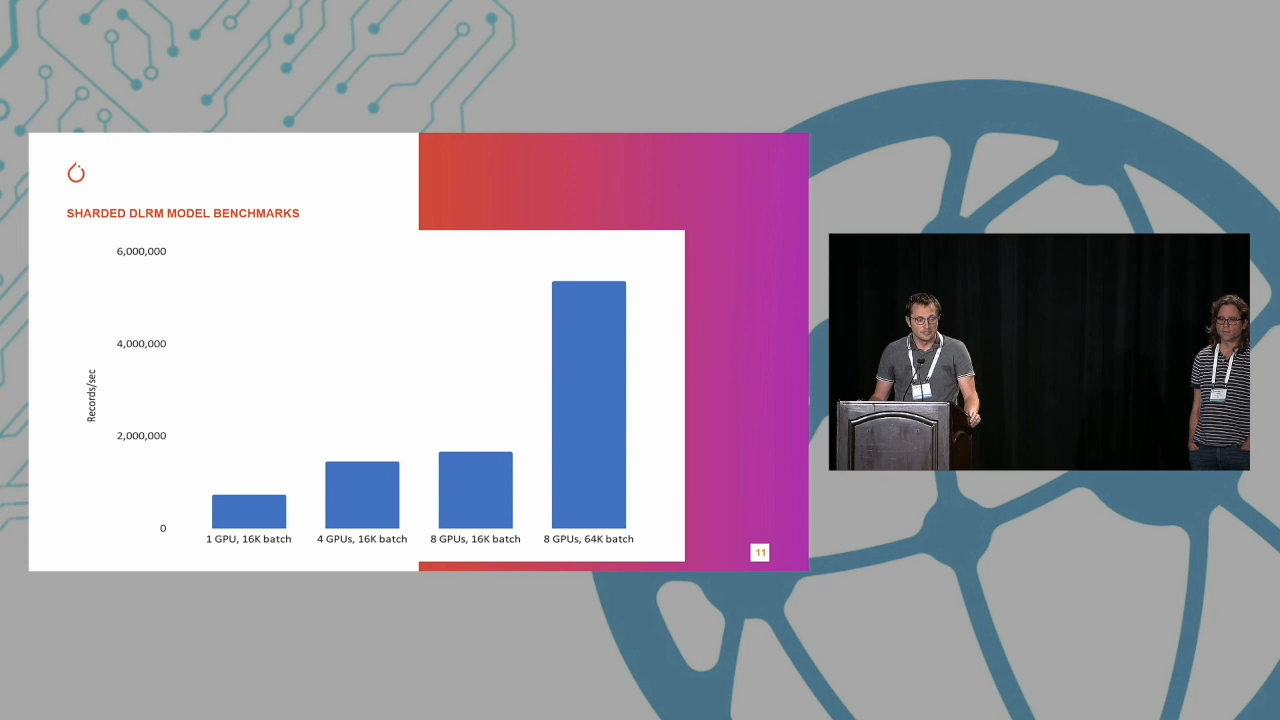 SHARDED DLRM MODEL BENCHMARKS
6,000,000
4,000,000
2,000,000
0
Records/sec
1 GPU, 16K batch
4 GPUs, 16K batch
8 GPUs, 16K batch
8 GPUs, 64K batch
11